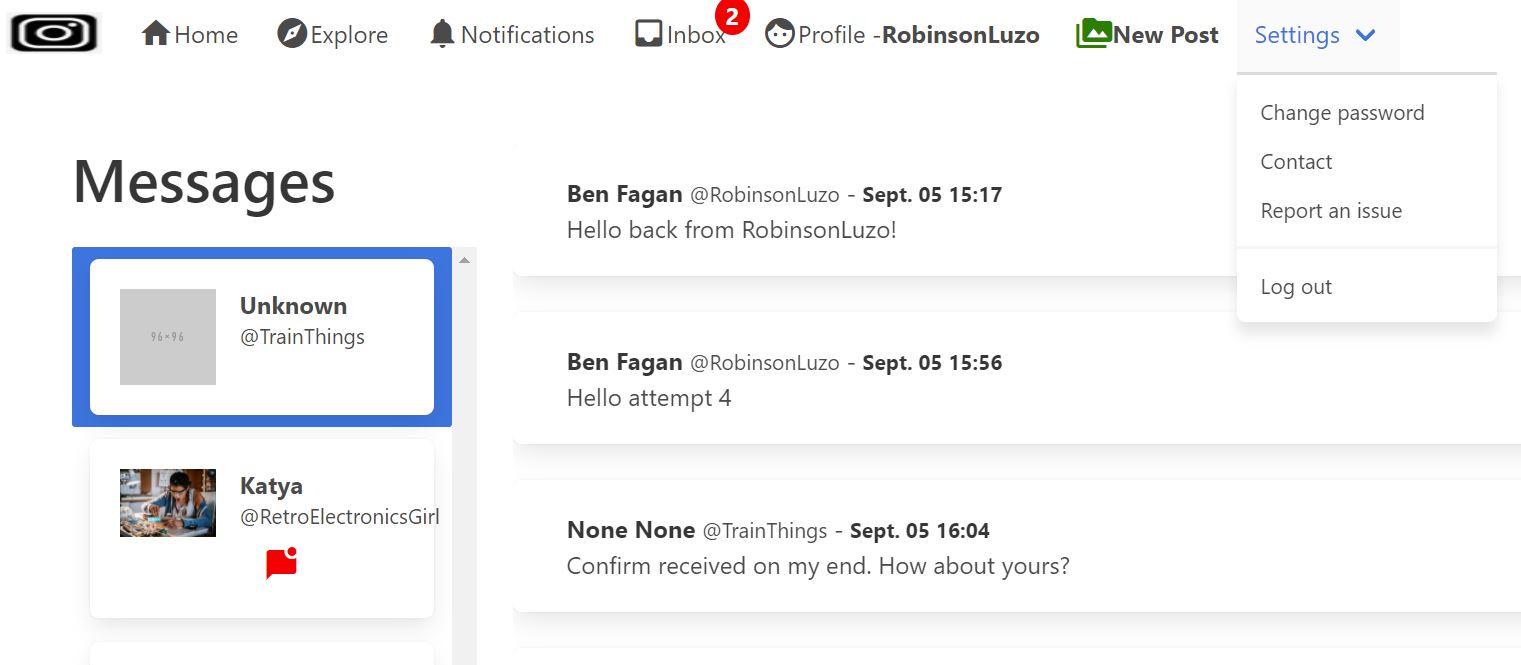 Home Explore Notifications Inbox 2 Profile -RobinsonLuzo New Post Settings
Change password
Contact
Report an issue
Log out
Messages
96×96
Unknown
@TrainThings
Katya
@RetroElectronicsGirl
Ben Fagan @RobinsonLuzo - Sept. 05 15:17
Hello back from RobinsonLuzo!
Ben Fagan @RobinsonLuzo - Sept. 05 15:56
Hello attempt 4
None None @TrainThings - Sept. 05 16:04
Confirm received on my end. How about yours?